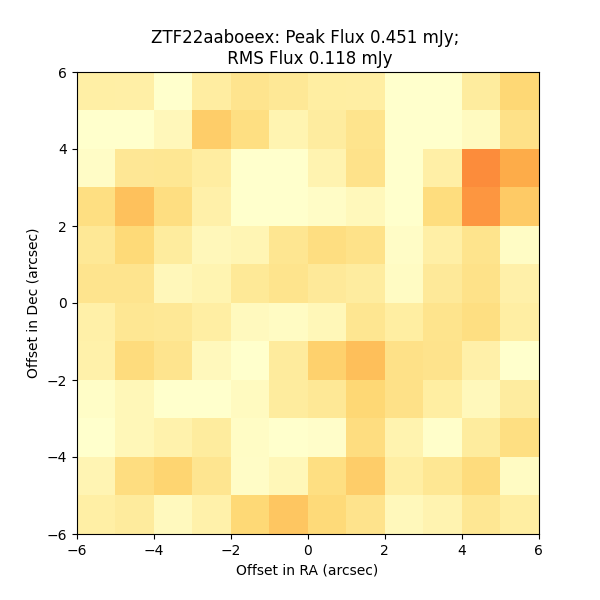 ZTF22aaboeex: Peak Flux 0.451 mJy;
RMS Flux 0.118 mJy
6
4
2
0
−2
−4
−6
Offset in Dec (arcsec)
−6 −4 −2 0 2 4 6
Offset in RA (arcsec)